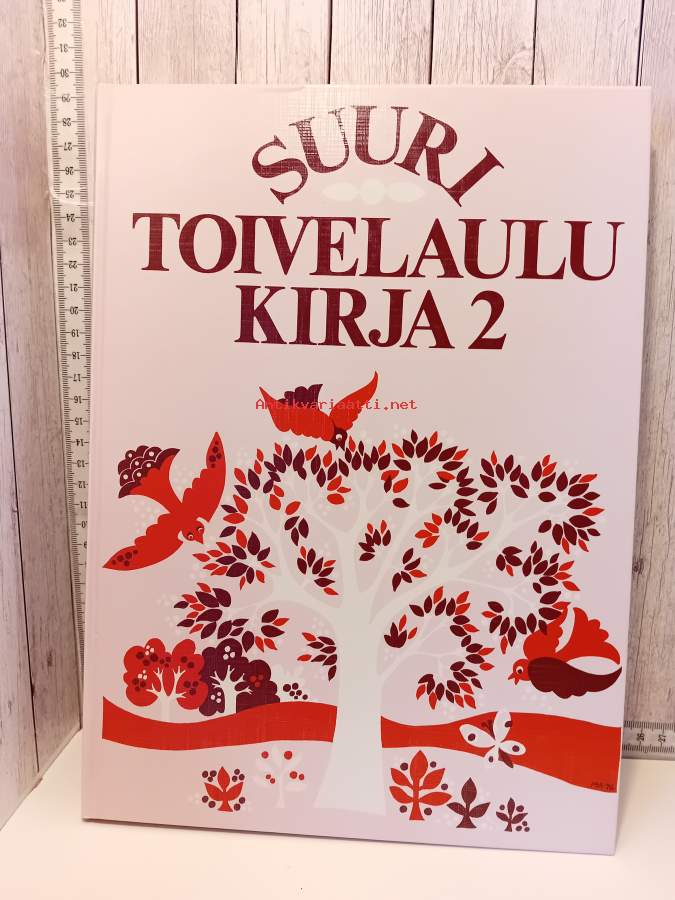 SUURI
TOIVELAULU
KIRJA 2
Antikvariaatti.net